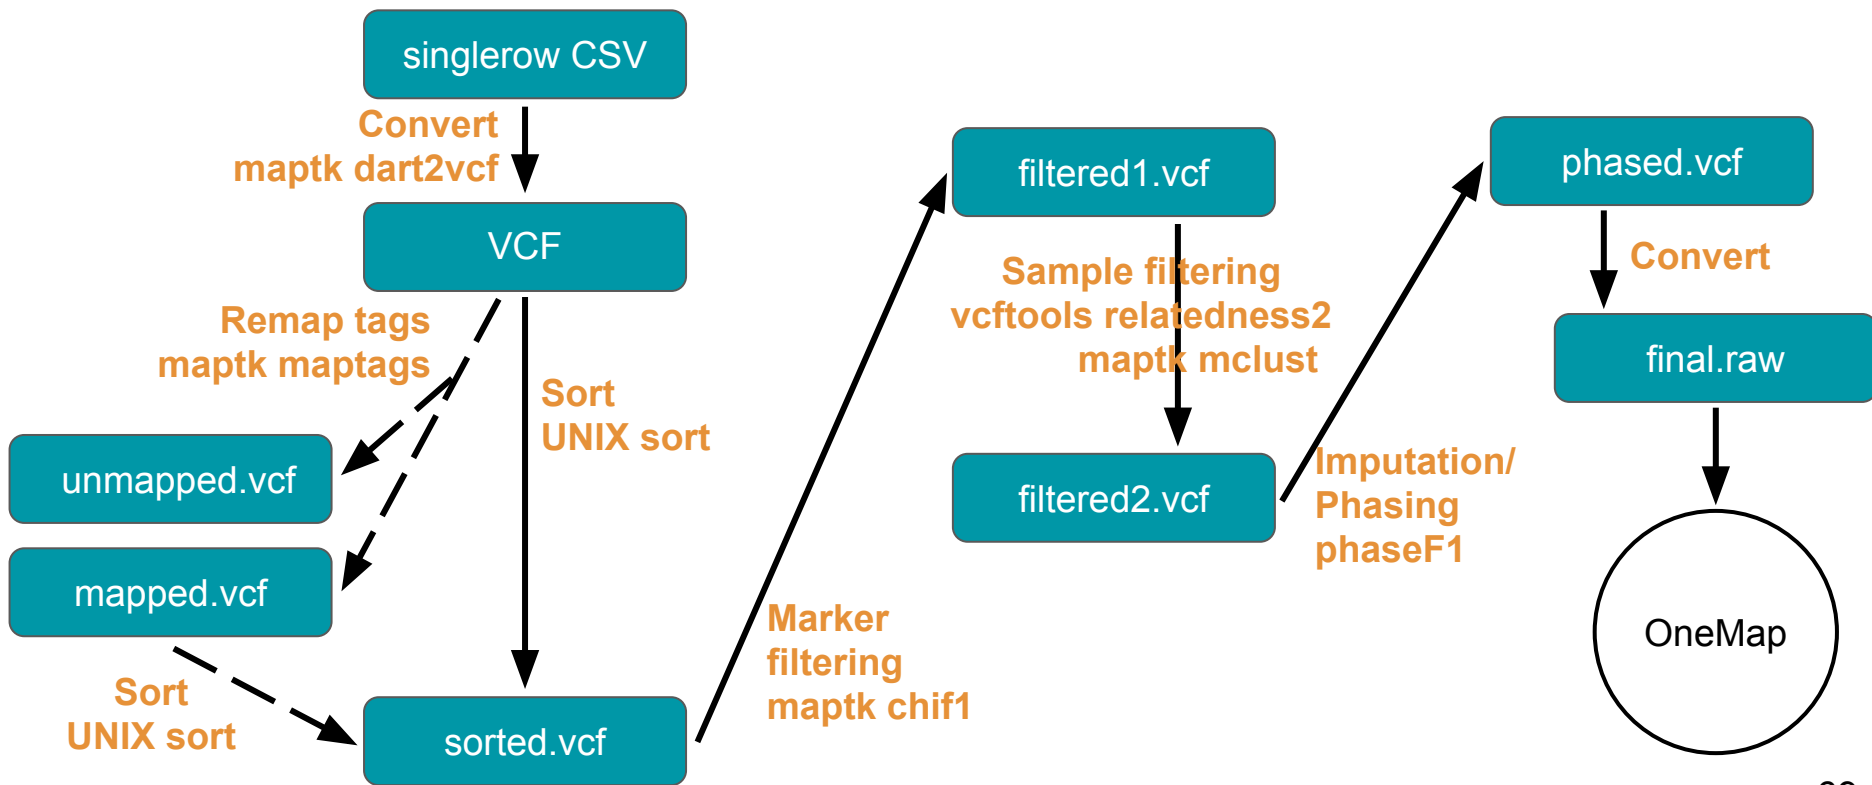 singlerow CSV
Convert
maptk dart2vcf
VCF
Remap tags
maptk maptags
Sort
UNIX sort
unmapped.vcf
mapped.vcf
Sort
UNIX sort
sorted.vcf
Marker
filtering
maptk chif1
filtered1.vcf
Sample filtering
vcftools relatedness2
maptk mclust
filtered2.vcf
Imputation/
Phasing
phaseF1
phased.vcf
Convert
final.raw
OneMap